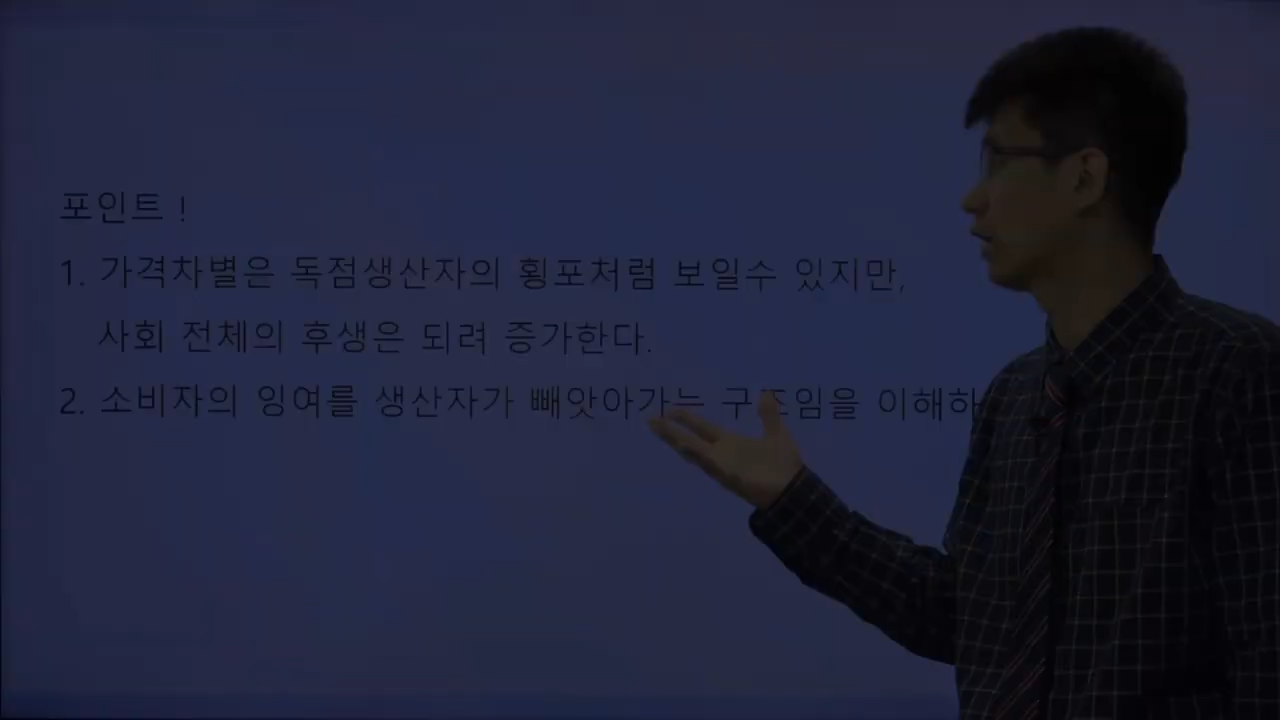 포인트 !
1. 가격차별은 독점생산자의 횡포처럼 보일수 있지만,
사회 전체의 후생은 되려 증가한다.
2. 소비자의 잉여를 생산자가 빼앗아가는 구조임을 이해하